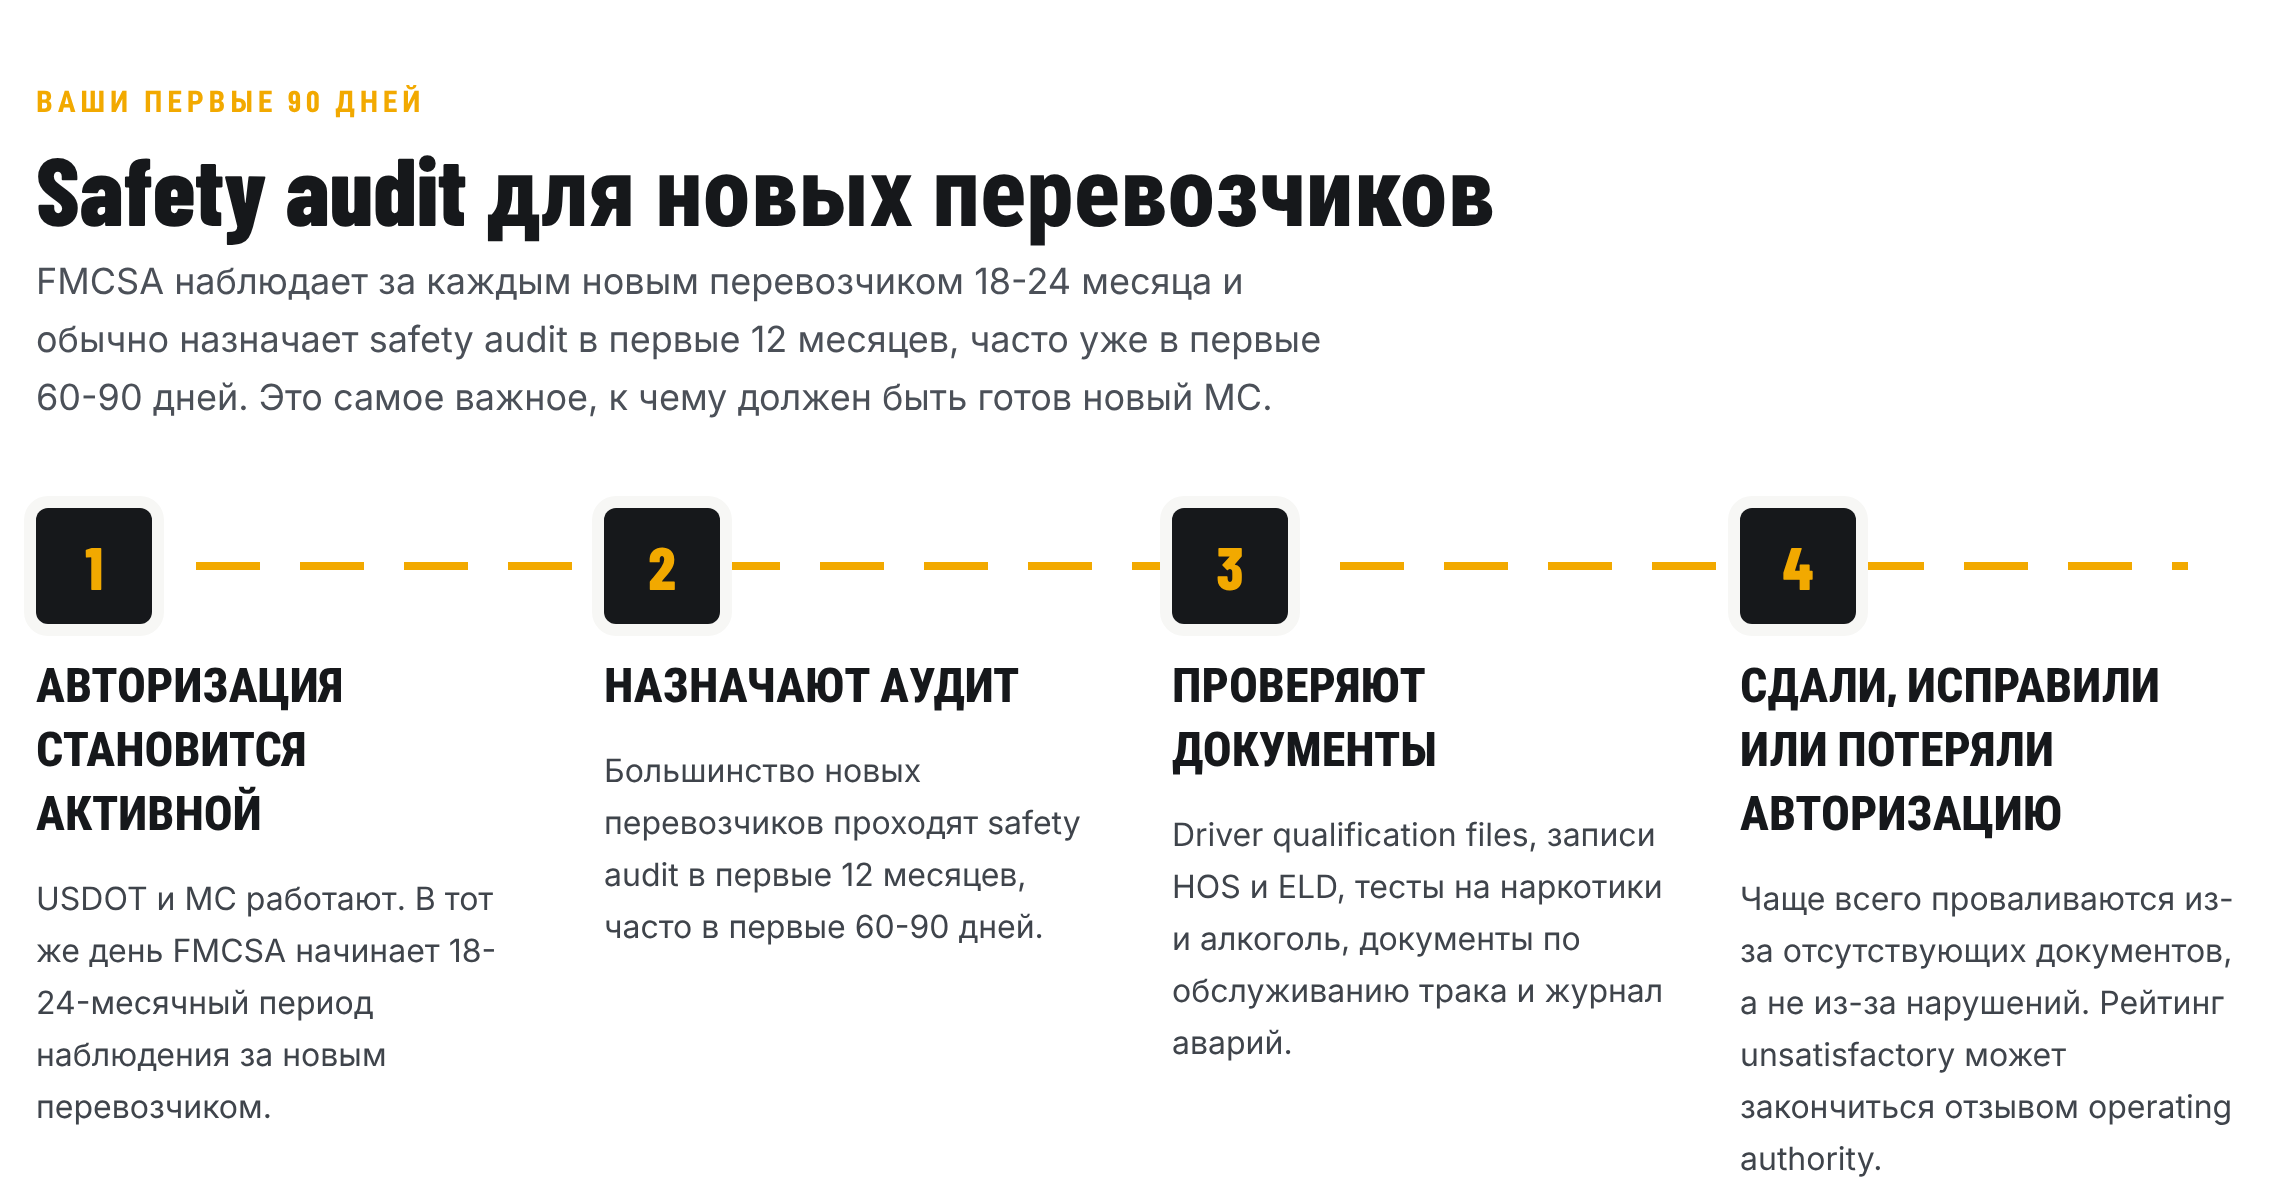 ВАШИ ПЕРВЫЕ 90 ДНЕЙ
Safety audit для новых перевозчиков
FMCSA наблюдает за каждым новым перевозчиком 18-24 месяца и
обычно назначает safety audit в первые 12 месяцев, часто уже в первые
60-90 дней. Это самое важное, к чему должен быть готов новый MC.
1
АВТОРИЗАЦИЯ
СТАНОВИТСЯ
АКТИВНОЙ
USDOT и MC работают. В тот
же день FMCSA начинает 18-
24-месячный период
наблюдения за новым
перевозчиком.
2
НАЗНАЧАЮТ АУДИТ
Большинство новых
перевозчиков проходят safety
audit в первые 12 месяцев,
часто в первые 60-90 дней.
3
ПРОВЕРЯЮТ
ДОКУМЕНТЫ
Driver qualification files, записи
HOS и ELD, тесты на наркотики
и алкоголь, документы по
обслуживанию трака и журнал
аварий.
4
СДАЛИ, ИСПРАВИЛИ
ИЛИ ПОТЕРЯЛИ
АВТОРИЗАЦИЮ
Чаще всего проваливаются из-
за отсутствующих документов,
а не из-за нарушений. Рейтинг
unsatisfactory может
закончиться отзывом operating
authority.